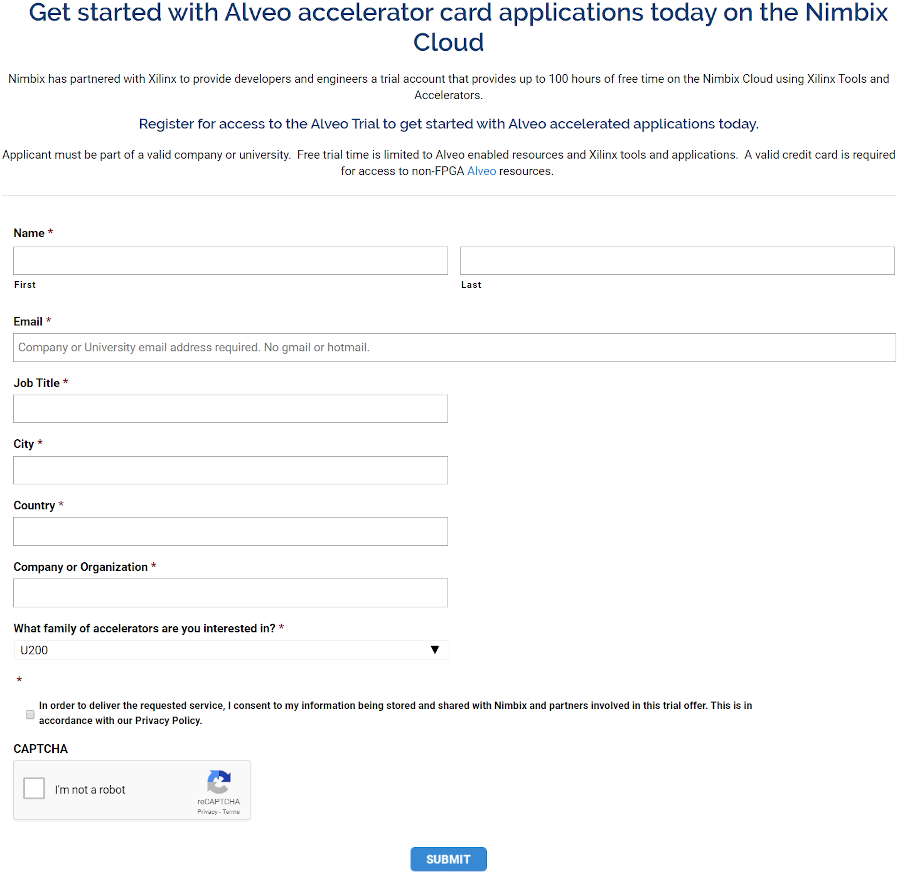 Get started with Alveo accelerator card applications today on the Nimbix
Cloud
Nimbix has partnered with Xilinx to provide developers and engineers a trial account that provides up to 100 hours of free time on the Nimbix Cloud using Xilinx Tools and
Accelerators.
Register for access to the Alveo Trial to get started with Alveo accelerated applications today.
Applicant must be part of a valid company or university. Free trial time is limited to Alveo enabled resources and Xilinx tools and applications. A valid credit card is required
for access to non-FPGA Alveo resources.
Name *
First
Last
Email *
Company or University email address required. No gmail or hotmail.
Job Title *
City *
Country *
Company or Organization *
What family of accelerators are you interested in? *
U200
*
In order to deliver the requested service, I consent to my information being stored and shared with Nimbix and partners involved in this trial offer. This is in
accordance with our Privacy Policy.
CAPTCHA
I'm not a robot
reCAPTCHA
Privacy - Terms
SUBMIT